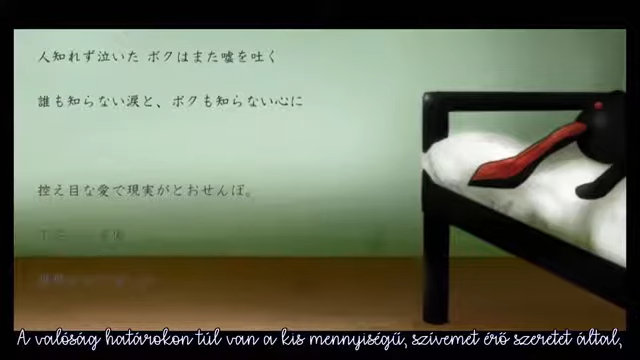 人知れず泣いた ボクはまた嘘を吐く
誰も知らない涙と、ボクも知らない心に
控え目な愛で現実がとおせんぼ。
A valóság határokon túl van a kis mennyiségű, szívemet érő szeretet által,